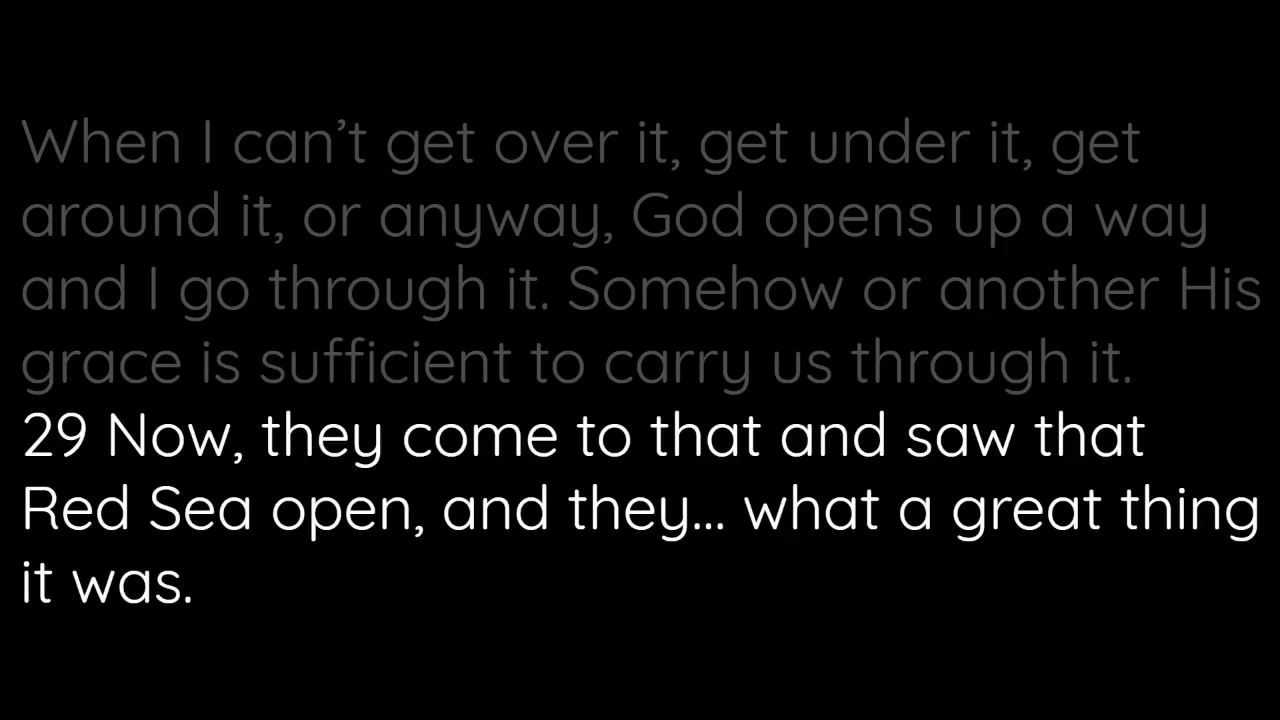 When I can’t get over it, get under it, get
around it, or anyway, God opens up a way
and I go through it. Somehow or another His
grace is sufficient to carry us through it.
29 Now, they come to that and saw that
Red Sea open, and they... what a great thing
it was.